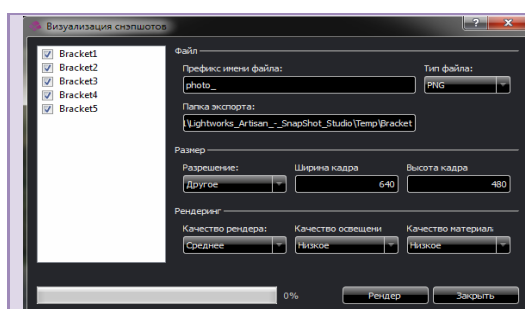 Визуализация снэпшотов
Bracket1
Bracket2
Bracket3
Bracket4
Bracket5
Файл
Префикс имени файла: Тип файла:
photo_ PNG
Папка экспорта:
\Lightworks_Artisan_-_SnapShot_Studio\Temp\Bracket
Размер
Разрешение: Ширина кадра Высота кадра
Другое 640 480
Рендеринг
Качество рендера: Качество освещени Качество материал
Среднее Низкое Низкое
0% Рендер Закрыть